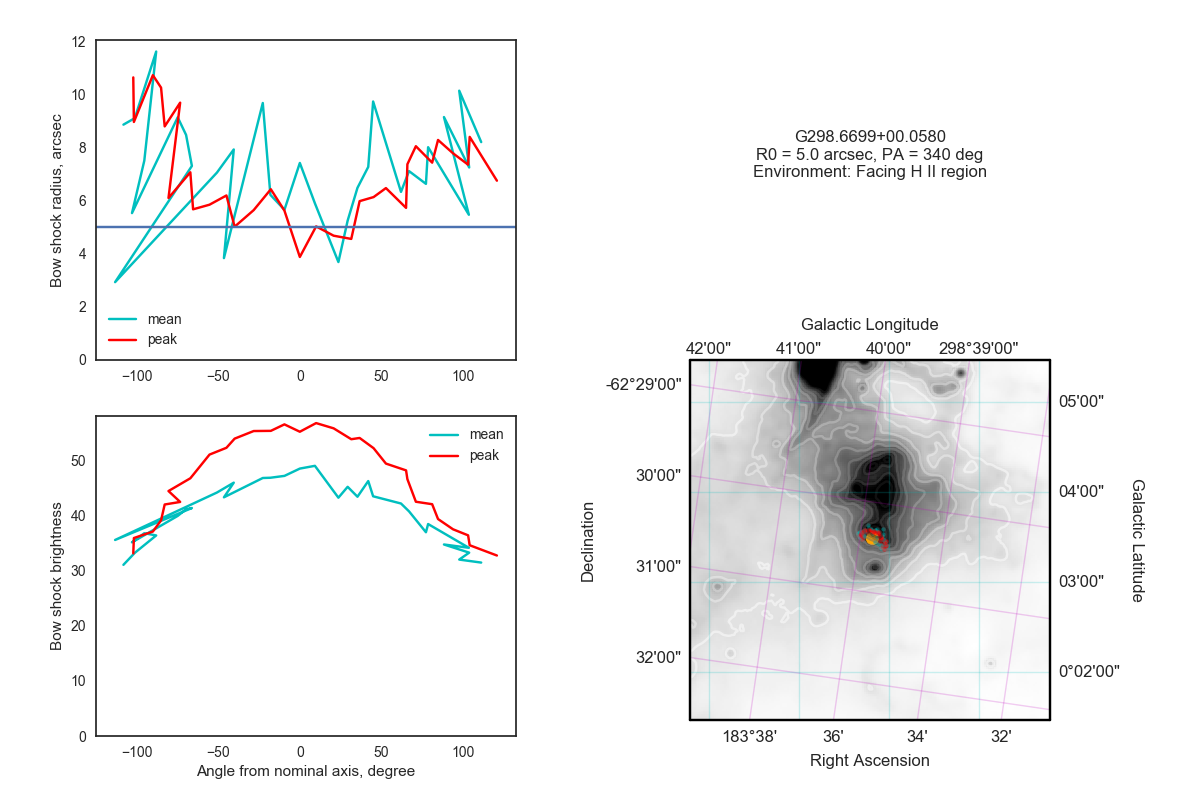 12
10
8
6
4
2
0
Bow shock radius, arcsec
mean
peak
−100
−50
0
50
100
50
40
30
20
10
0
Bow shock brightness
mean
peak
−100
−50
0
50
100
Angle from nominal axis, degree
G298.6699+00.0580
R0 = 5.0 arcsec, PA = 340 deg
Environment: Facing H II region
Galactic Longitude
42'00" 41'00" 40'00" 298°39'00"
-62°29'00"
30'00"
31'00"
32'00"
Declination
05'00"
04'00"
03'00"
0°02'00"
Galactic Latitude
183°38' 36' 34' 32'
Right Ascension